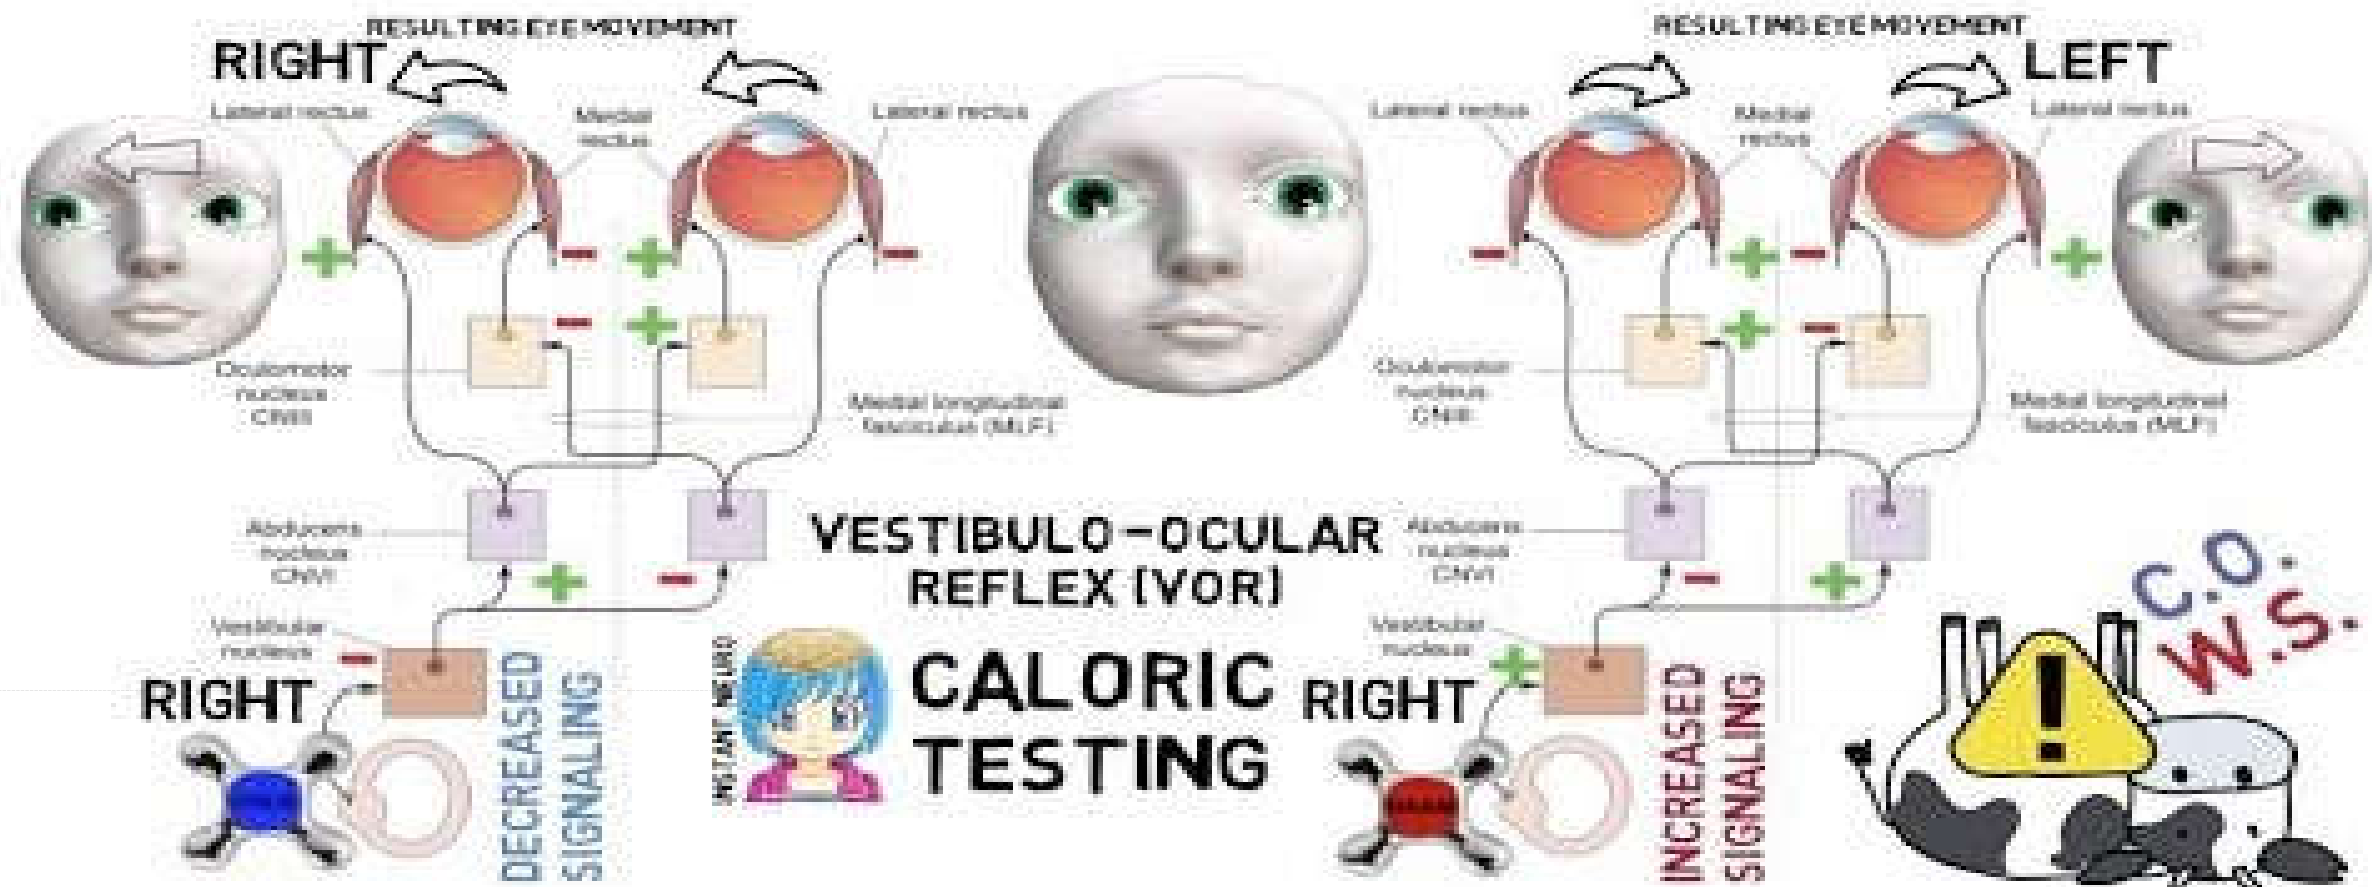 RESULTING EYE MOVEMENT
RIGHT
Lateral rectus
Medial
rectus
Lateral rectus
Oculomotor
nucleus
CNIII
Medial longitudinal
fasciculus (MLF)
Abducens
nucleus
CNVI
Vestibular
nucleus
RIGHT
DECREASED
SIGNALING
VESTIBULO-OCULAR
REFLEX (VOR)
INSTANT NEURO
CALORIC
TESTING
RESULTING EYE MOVEMENT
LEFT
Lateral rectus
Medial
rectus
Lateral rectus
Oculomotor
nucleus
CNIII
Medial longitudinal
fasciculus (MLF)
Abducens
nucleus
CNVI
Vestibular
nucleus
RIGHT
INCREASED
SIGNALING
C.O.
W.S.
!